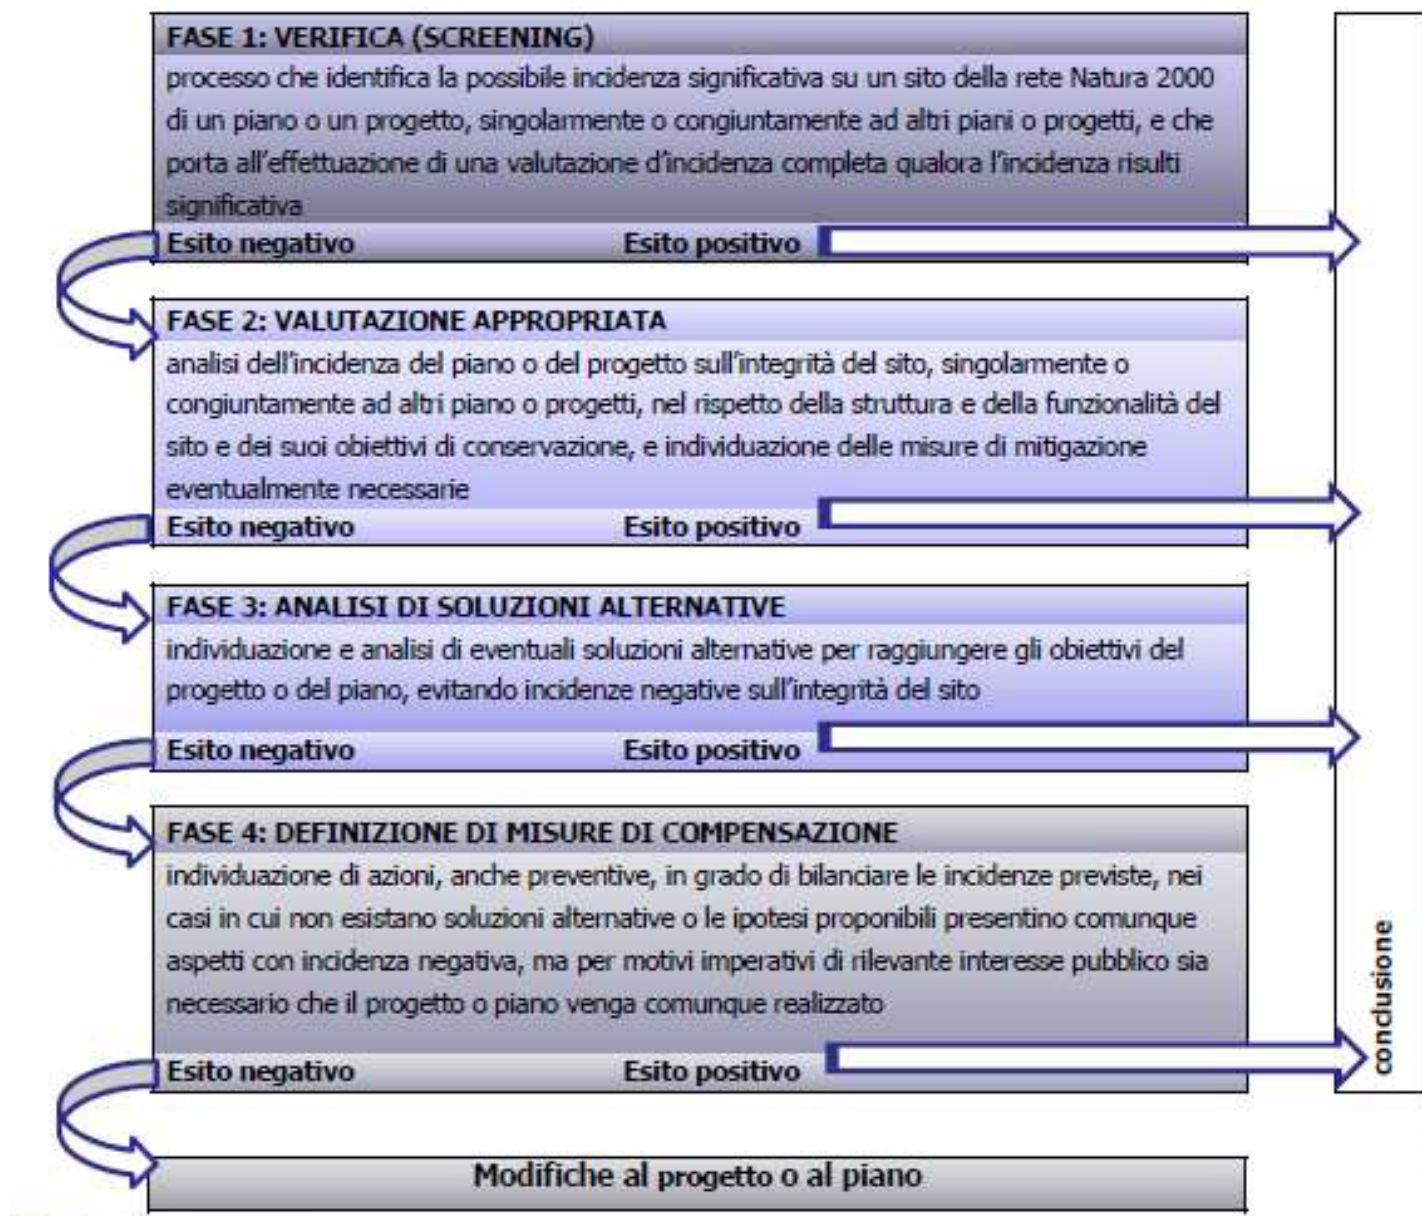 FASE 1: VERIFICA (SCREENING)
processo che identifica la possibile incidenza significativa su un sito della rete Natura 2000
di un piano o un progetto, singolarmente o congiuntamente ad altri piani o progetti, e che
porta all'effettuazione di una valutazione d'incidenza completa qualora l'incidenza risulti
significativa
Esito negativo Esito positivo
FASE 2: VALUTAZIONE APPROPRIATA
analisi dell'incidenza del piano o del progetto sull'integrità del sito, singolarmente o
congiuntamente ad altri piano o progetti, nel rispetto della struttura e della funzionalità del
sito e dei suoi obiettivi di conservazione, e individuazione delle misure di mitigazione
eventualmente necessarie
Esito negativo Esito positivo
FASE 3: ANALISI DI SOLUZIONI ALTERNATIVE
individuazione e analisi di eventuali soluzioni alternative per raggiungere gli obiettivi del
progetto o del piano, evitando incidenze negative sull'integrità del sito
Esito negativo Esito positivo
FASE 4: DEFINIZIONE DI MISURE DI COMPENSAZIONE
individuazione di azioni, anche preventive, in grado di bilanciare le incidenze previste, nei
casi in cui non esistano soluzioni alternative o le ipotesi proponibili presentino comunque
aspetti con incidenza negativa, ma per motivi imperativi di rilevante interesse pubblico sia
necessario che il progetto o piano venga comunque realizzato
Esito negativo Esito positivo
Modifiche al progetto o al piano
conclusione